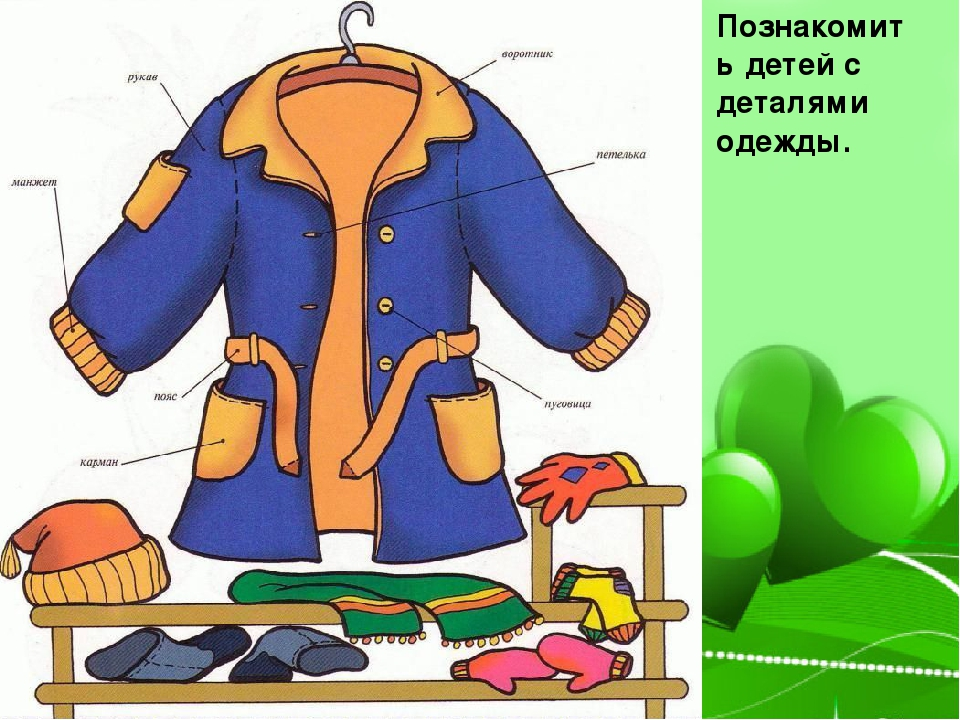 Познакомит
ь детей с
деталями
одежды.
воротник
рукав
петелька
манжет
пояс
пуговица
карман